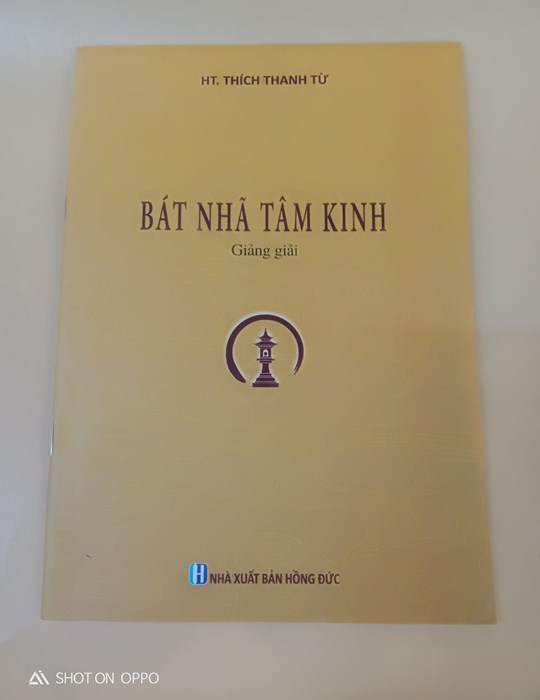 HT. THÍCH THANH TỪ
BÁT NHÃ TÂM KINH
Giảng giải
H NHÀ XUẤT BẢN HỒNG ĐỨC
SHOT ON OPPO